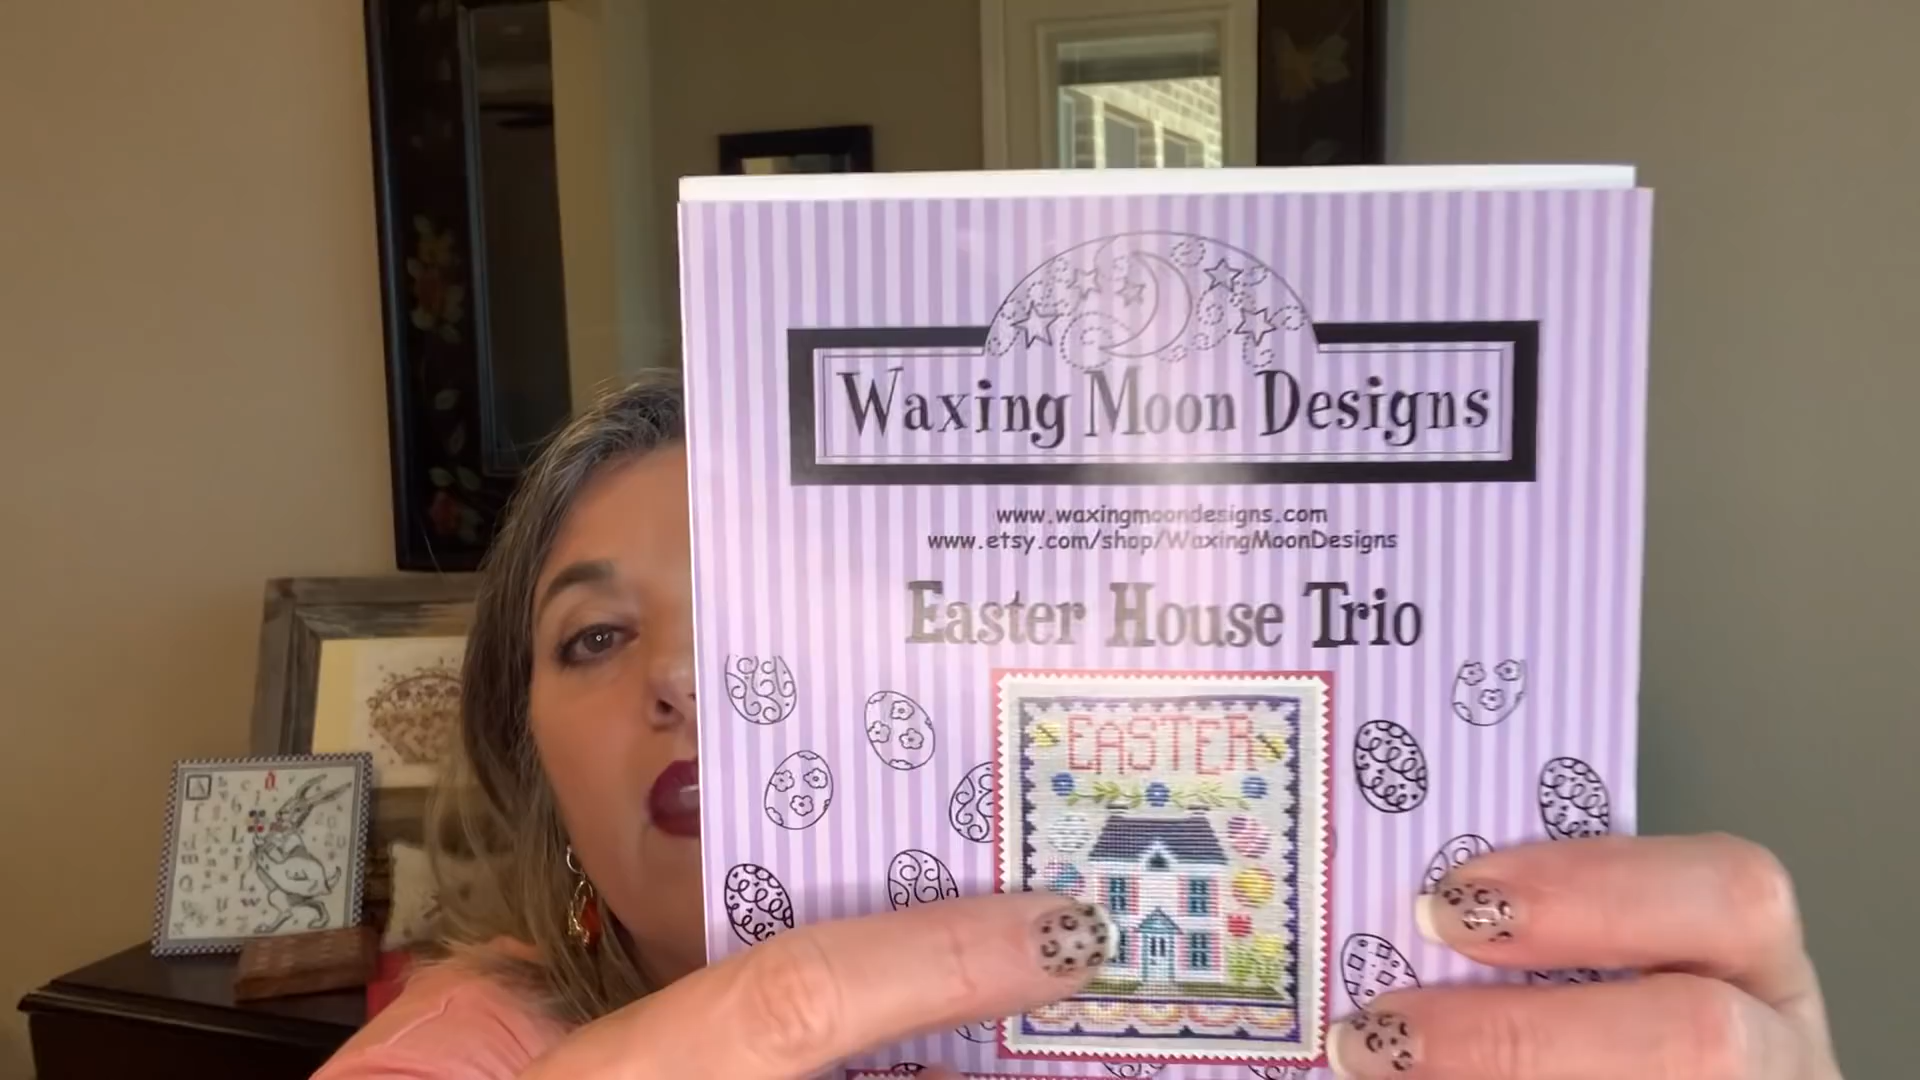 Waxing Moon Designs
www.waxingmoondesigns.com
www.etsy.com/shop/WaxingMoonDesigns
Easter House Trio
EASTER